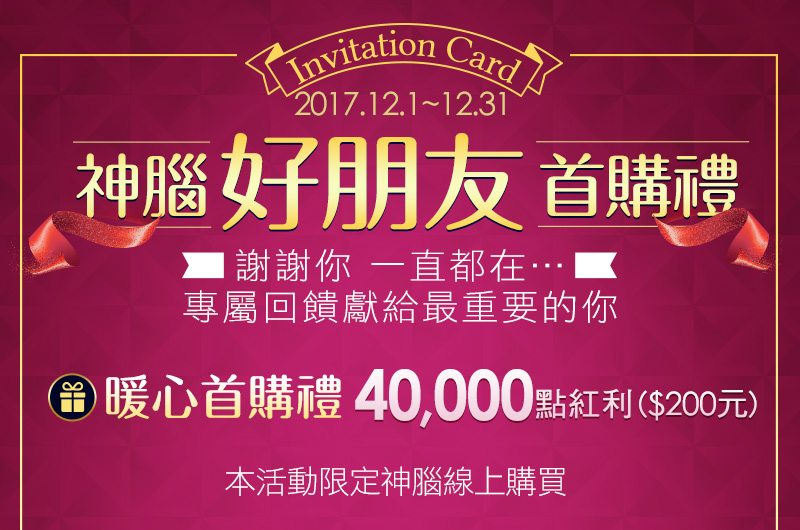 Invitation Card
2017.12.1~12.31
神腦好朋友首購禮
謝謝你 一直都在…
專屬回饋獻給最重要的你
暖心首購禮 40,000點紅利($200元)
本活動限定神腦線上購買